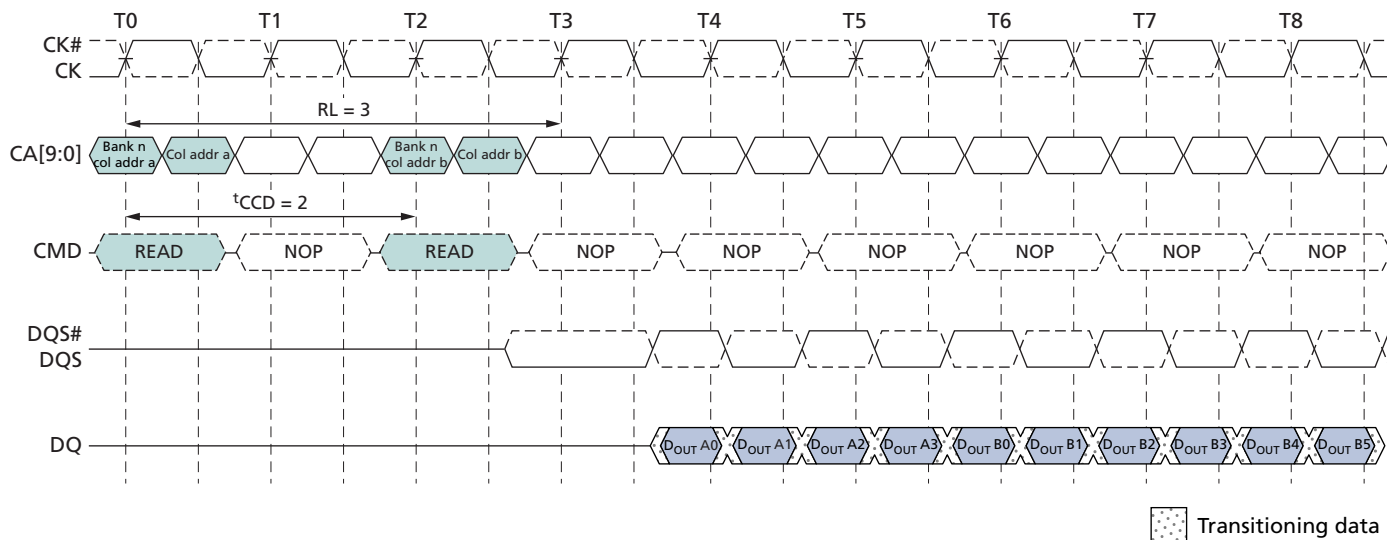 T0 T1 T2 T3 T4 T5 T6 T7 T8
CK#
CK
RL = 3
CA[9:0]
Bank n
col addr a
Col addr a
Bank n
col addr b
Col addr b
tCCD = 2
CMD READ NOP READ NOP NOP NOP NOP NOP NOP
DQS#
DQS
DQ DOUT A0 DOUT A1 DOUT A2 DOUT A3 DOUT B0 DOUT B1 DOUT B2 DOUT B3 DOUT B4 DOUT B5
Transitioning data